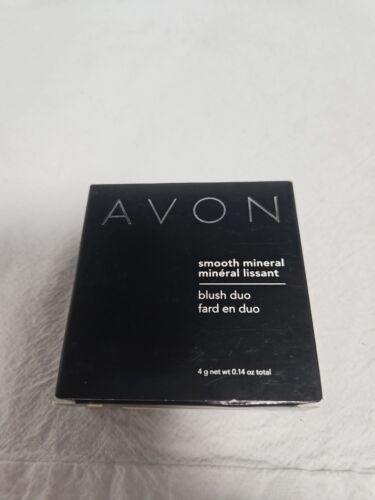 AVON
smooth mineral
minéral lissant
blush duo
fard en duo
4 g net wt 0.14 oz total